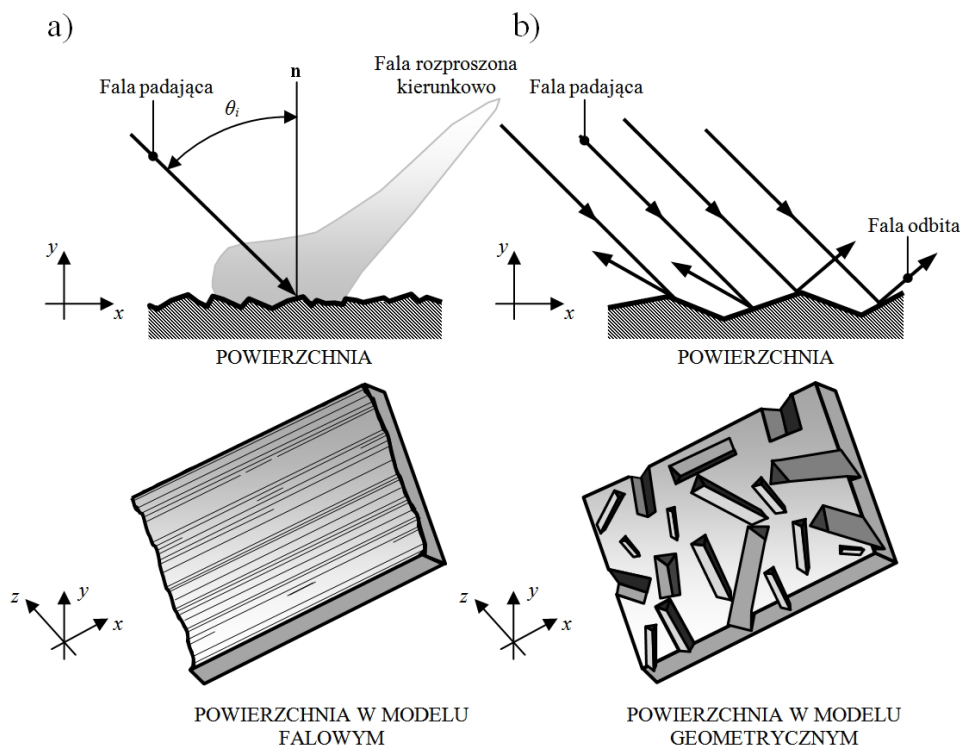 a)
Fala padająca
n
θi
Fala rozproszona
kierunkowo
y
x
POWIERZCHNIA
b)
Fala padająca
Fala odbita
y
x
POWIERZCHNIA
z
y
x
POWIERZCHNIA W MODELU
FALOWYM
z
y
x
POWIERZCHNIA W MODELU
GEOMETRYCZNYM